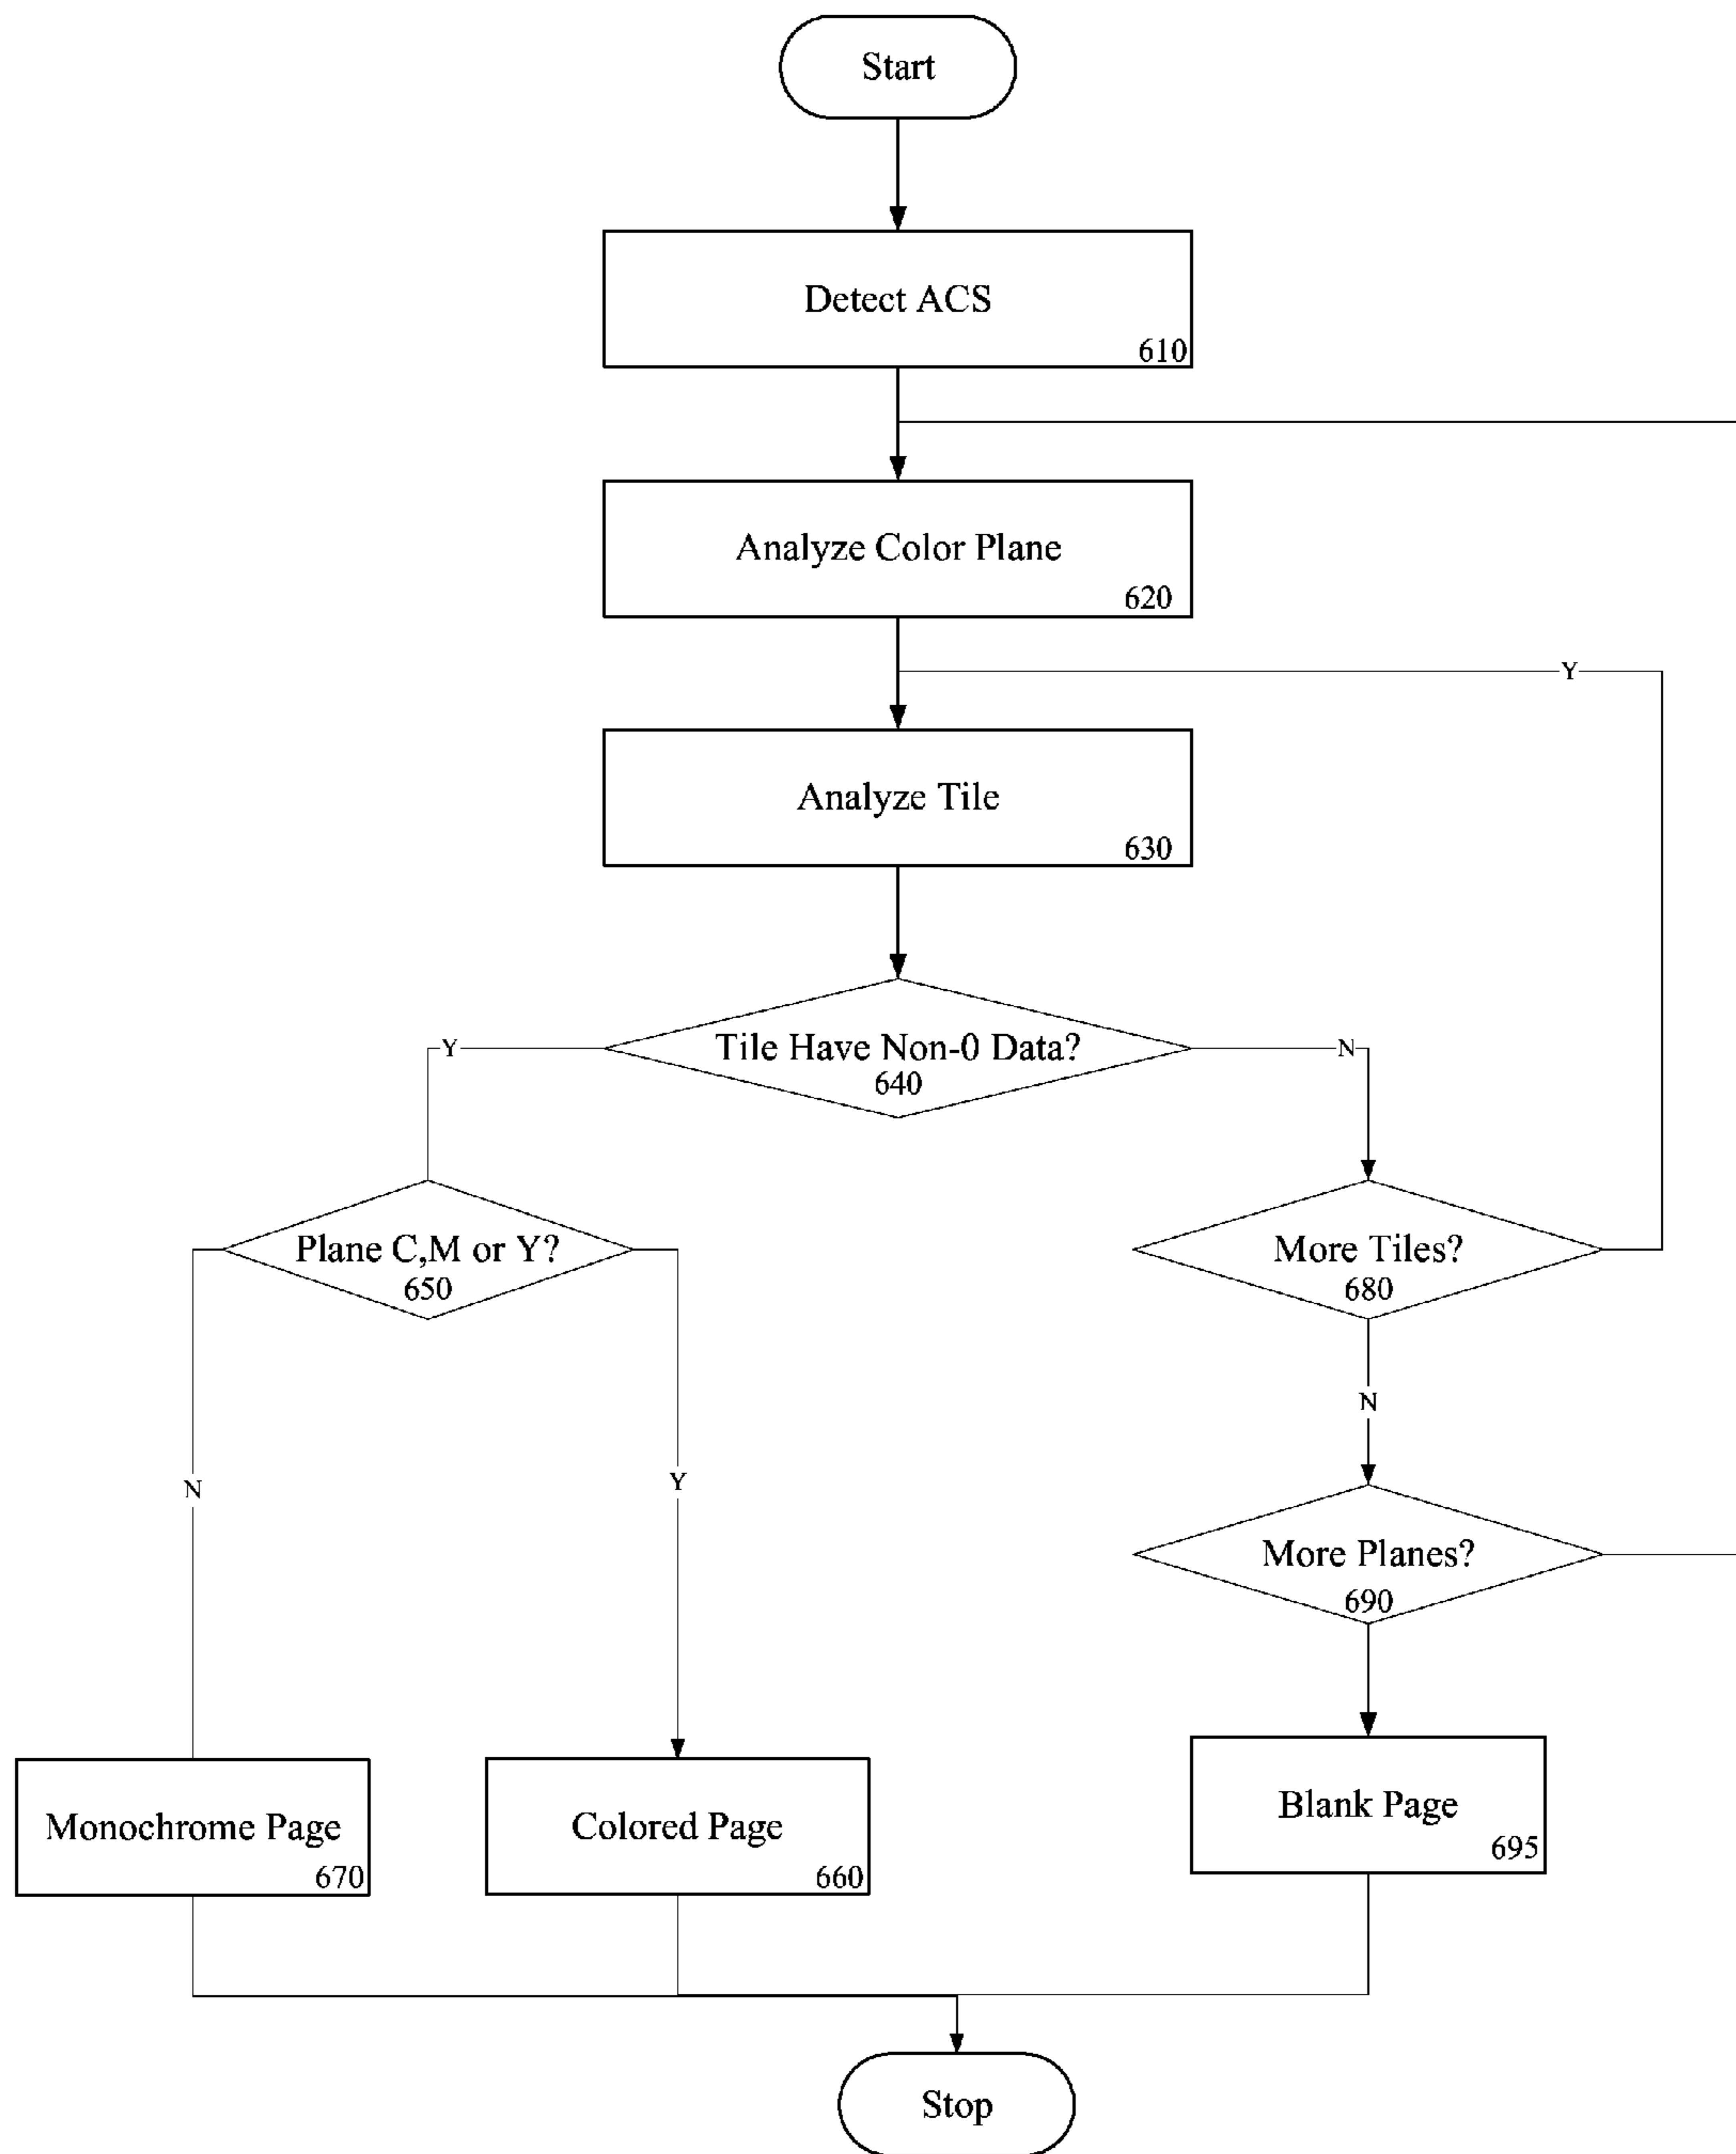 Start
Detect ACS
610
Analyze Color Plane
620
Y
Analyze Tile
630
Y
Tile Have Non-0 Data?
640
N
Plane C,M or Y?
650
More Tiles?
680
N
N
Y
More Planes?
690
Monochrome Page
670
Colored Page
660
Blank Page
695
Stop